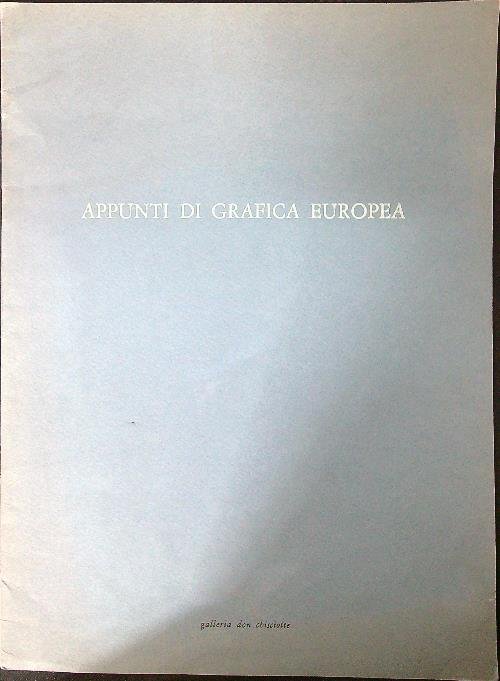 APPUNTI DI GRAFICA EUROPEA
galleria don chisciotte